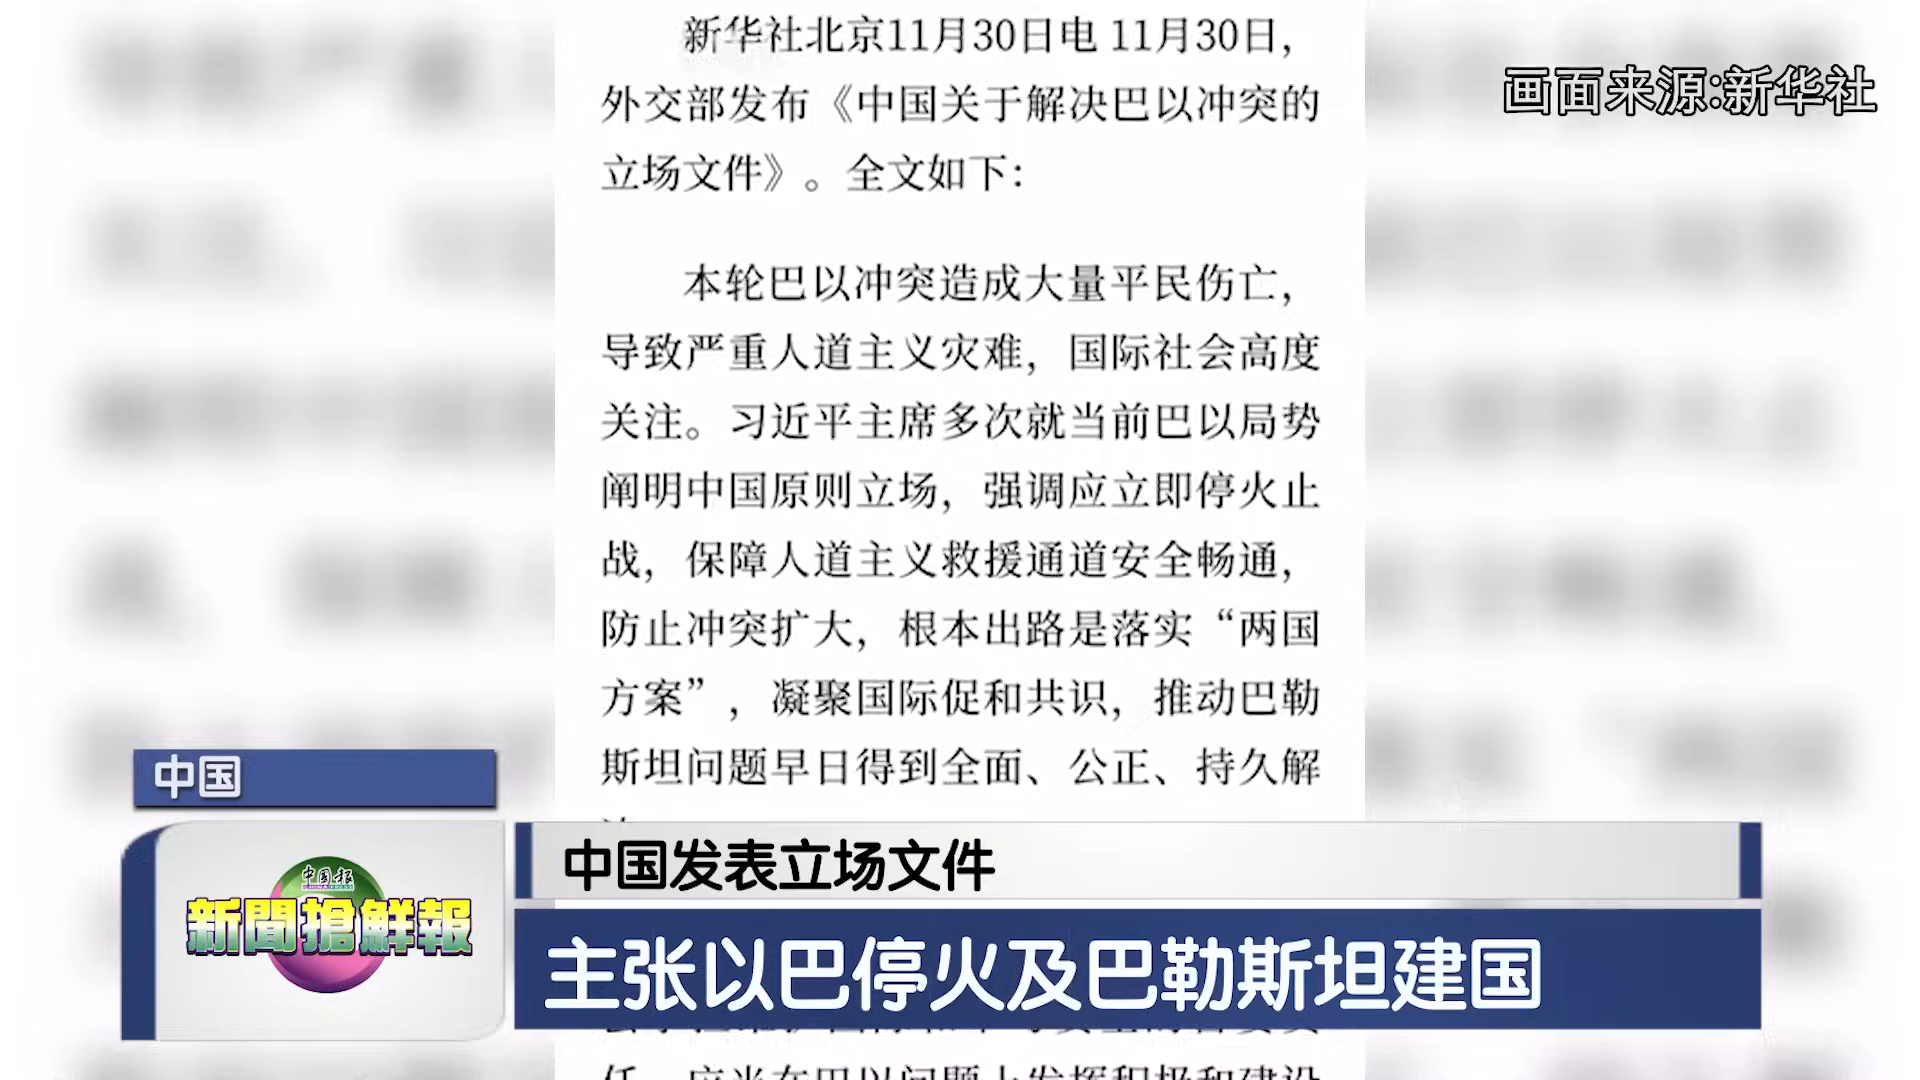 新华社北京11月30日电 11月30日，
外交部发布《中国关于解决巴以冲突的
立场文件》。全文如下：
画面来源:新华社
本轮巴以冲突造成大量平民伤亡，
导致严重人道主义灾难，国际社会高度
关注。习近平主席多次就当前巴以局势
阐明中国原则立场，强调应立即停火止
战，保障人道主义救援通道安全畅通，
防止冲突扩大，根本出路是落实“两国
方案”，凝聚国际促和共识，推动巴勒
斯坦问题早日得到全面、公正、持久解
中国
中国报
新聞搶鮮報
中国发表立场文件
主张以巴停火及巴勒斯坦建国